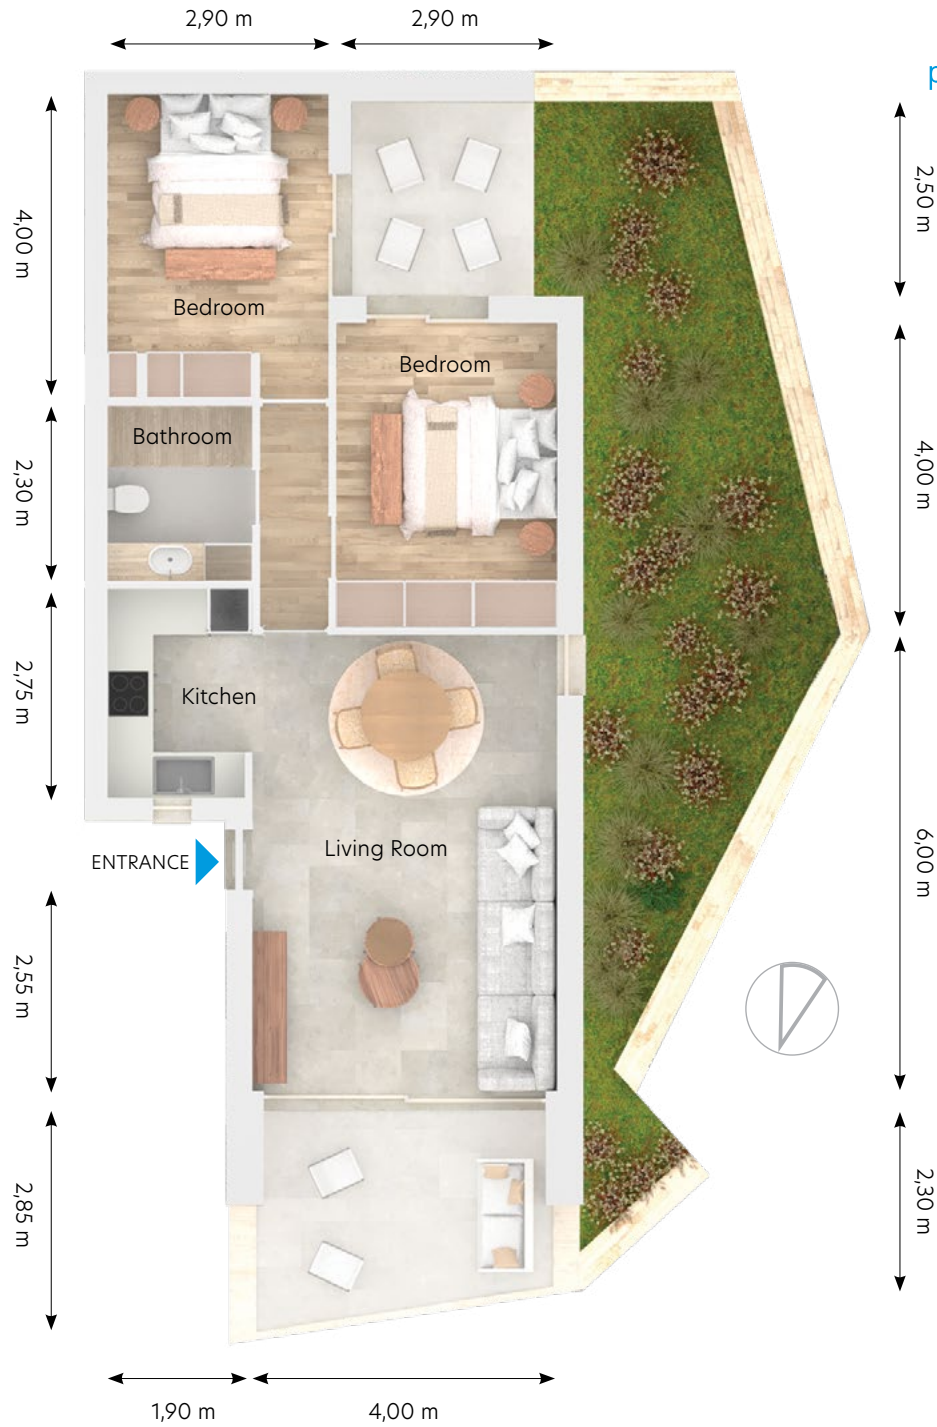 2,90 m
2,90 m
p
2,50 m
4,00 m
Bedroom
Bedroom
Bathroom
4,00 m
2,30 m
Kitchen
2,75 m
Living Room
ENTRANCE
6,00 m
2,55 m
2,85 m
2,30 m
1,90 m
4,00 m